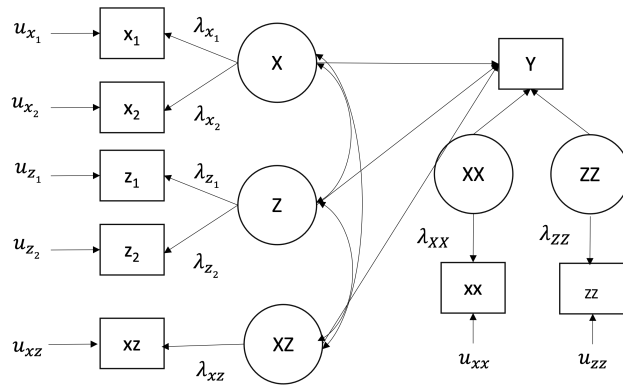 u_{x_1} x_1 λ_{x_1} X Y
u_{x_2} x_2 λ_{x_2}
u_{z_1} z_1 λ_{z_1} Z XX ZZ
u_{z_2} z_2 λ_{z_2} λ_{XX} λ_{ZZ}
xx zz
u_{xz} xz λ_{xz} XZ u_{xx} u_{zz}